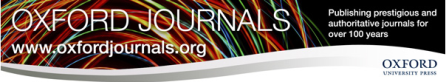 OXFORD JOURNALS
www.oxfordjournals.org
Publishing prestigious and
authoritative journals for
over 100 years
OXFORD
UNIVERSITY PRESS